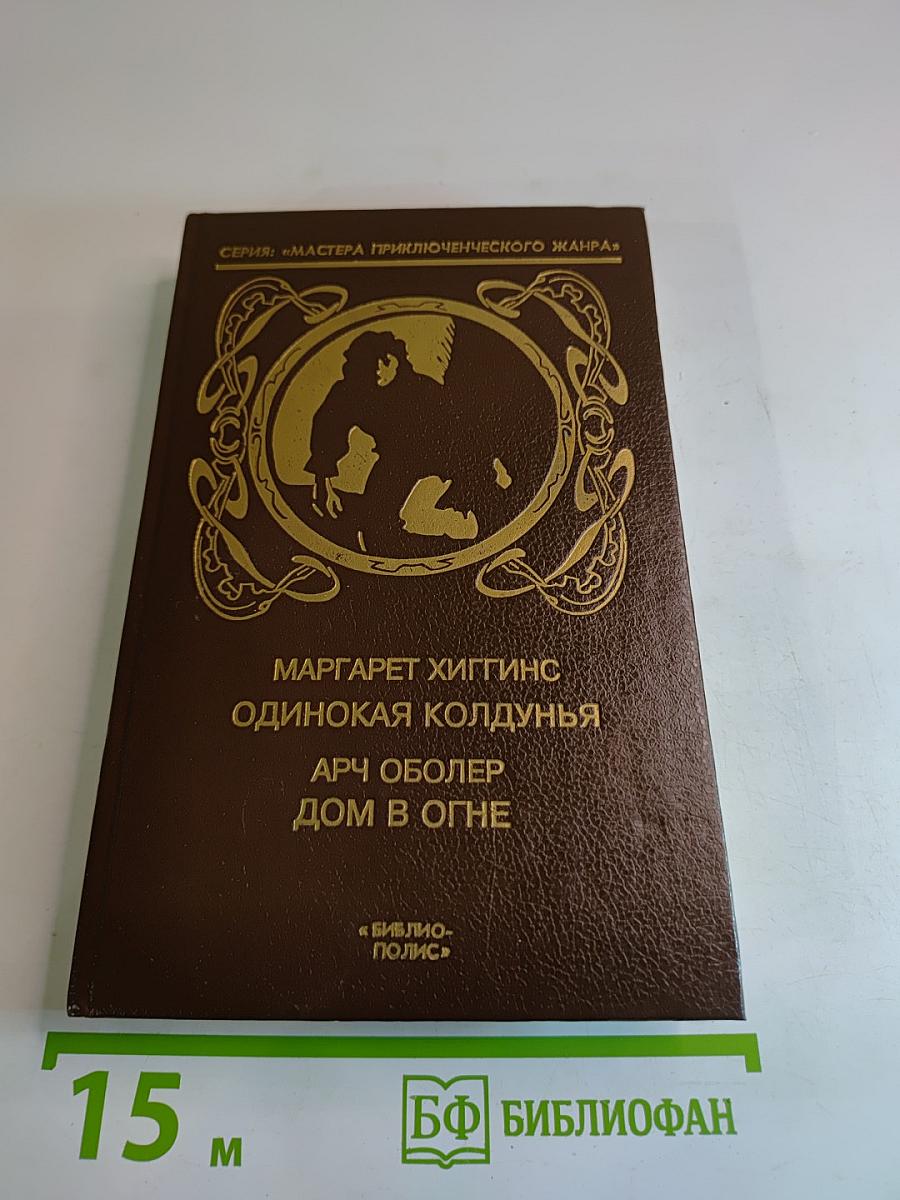 СЕРИЯ: «МАСТЕРА ПРИКЛЮЧЕНЧЕСКОГО ЖАНРА»
МАРГАРЕТ ХИГГИНС
ОДИНОКАЯ КОЛДУНЬЯ
АРЧ ОБОЛЕР
ДОМ В ОГНЕ
«БИБЛИО-
ПОЛИС»
15 м
БФ БИБЛИОФАН